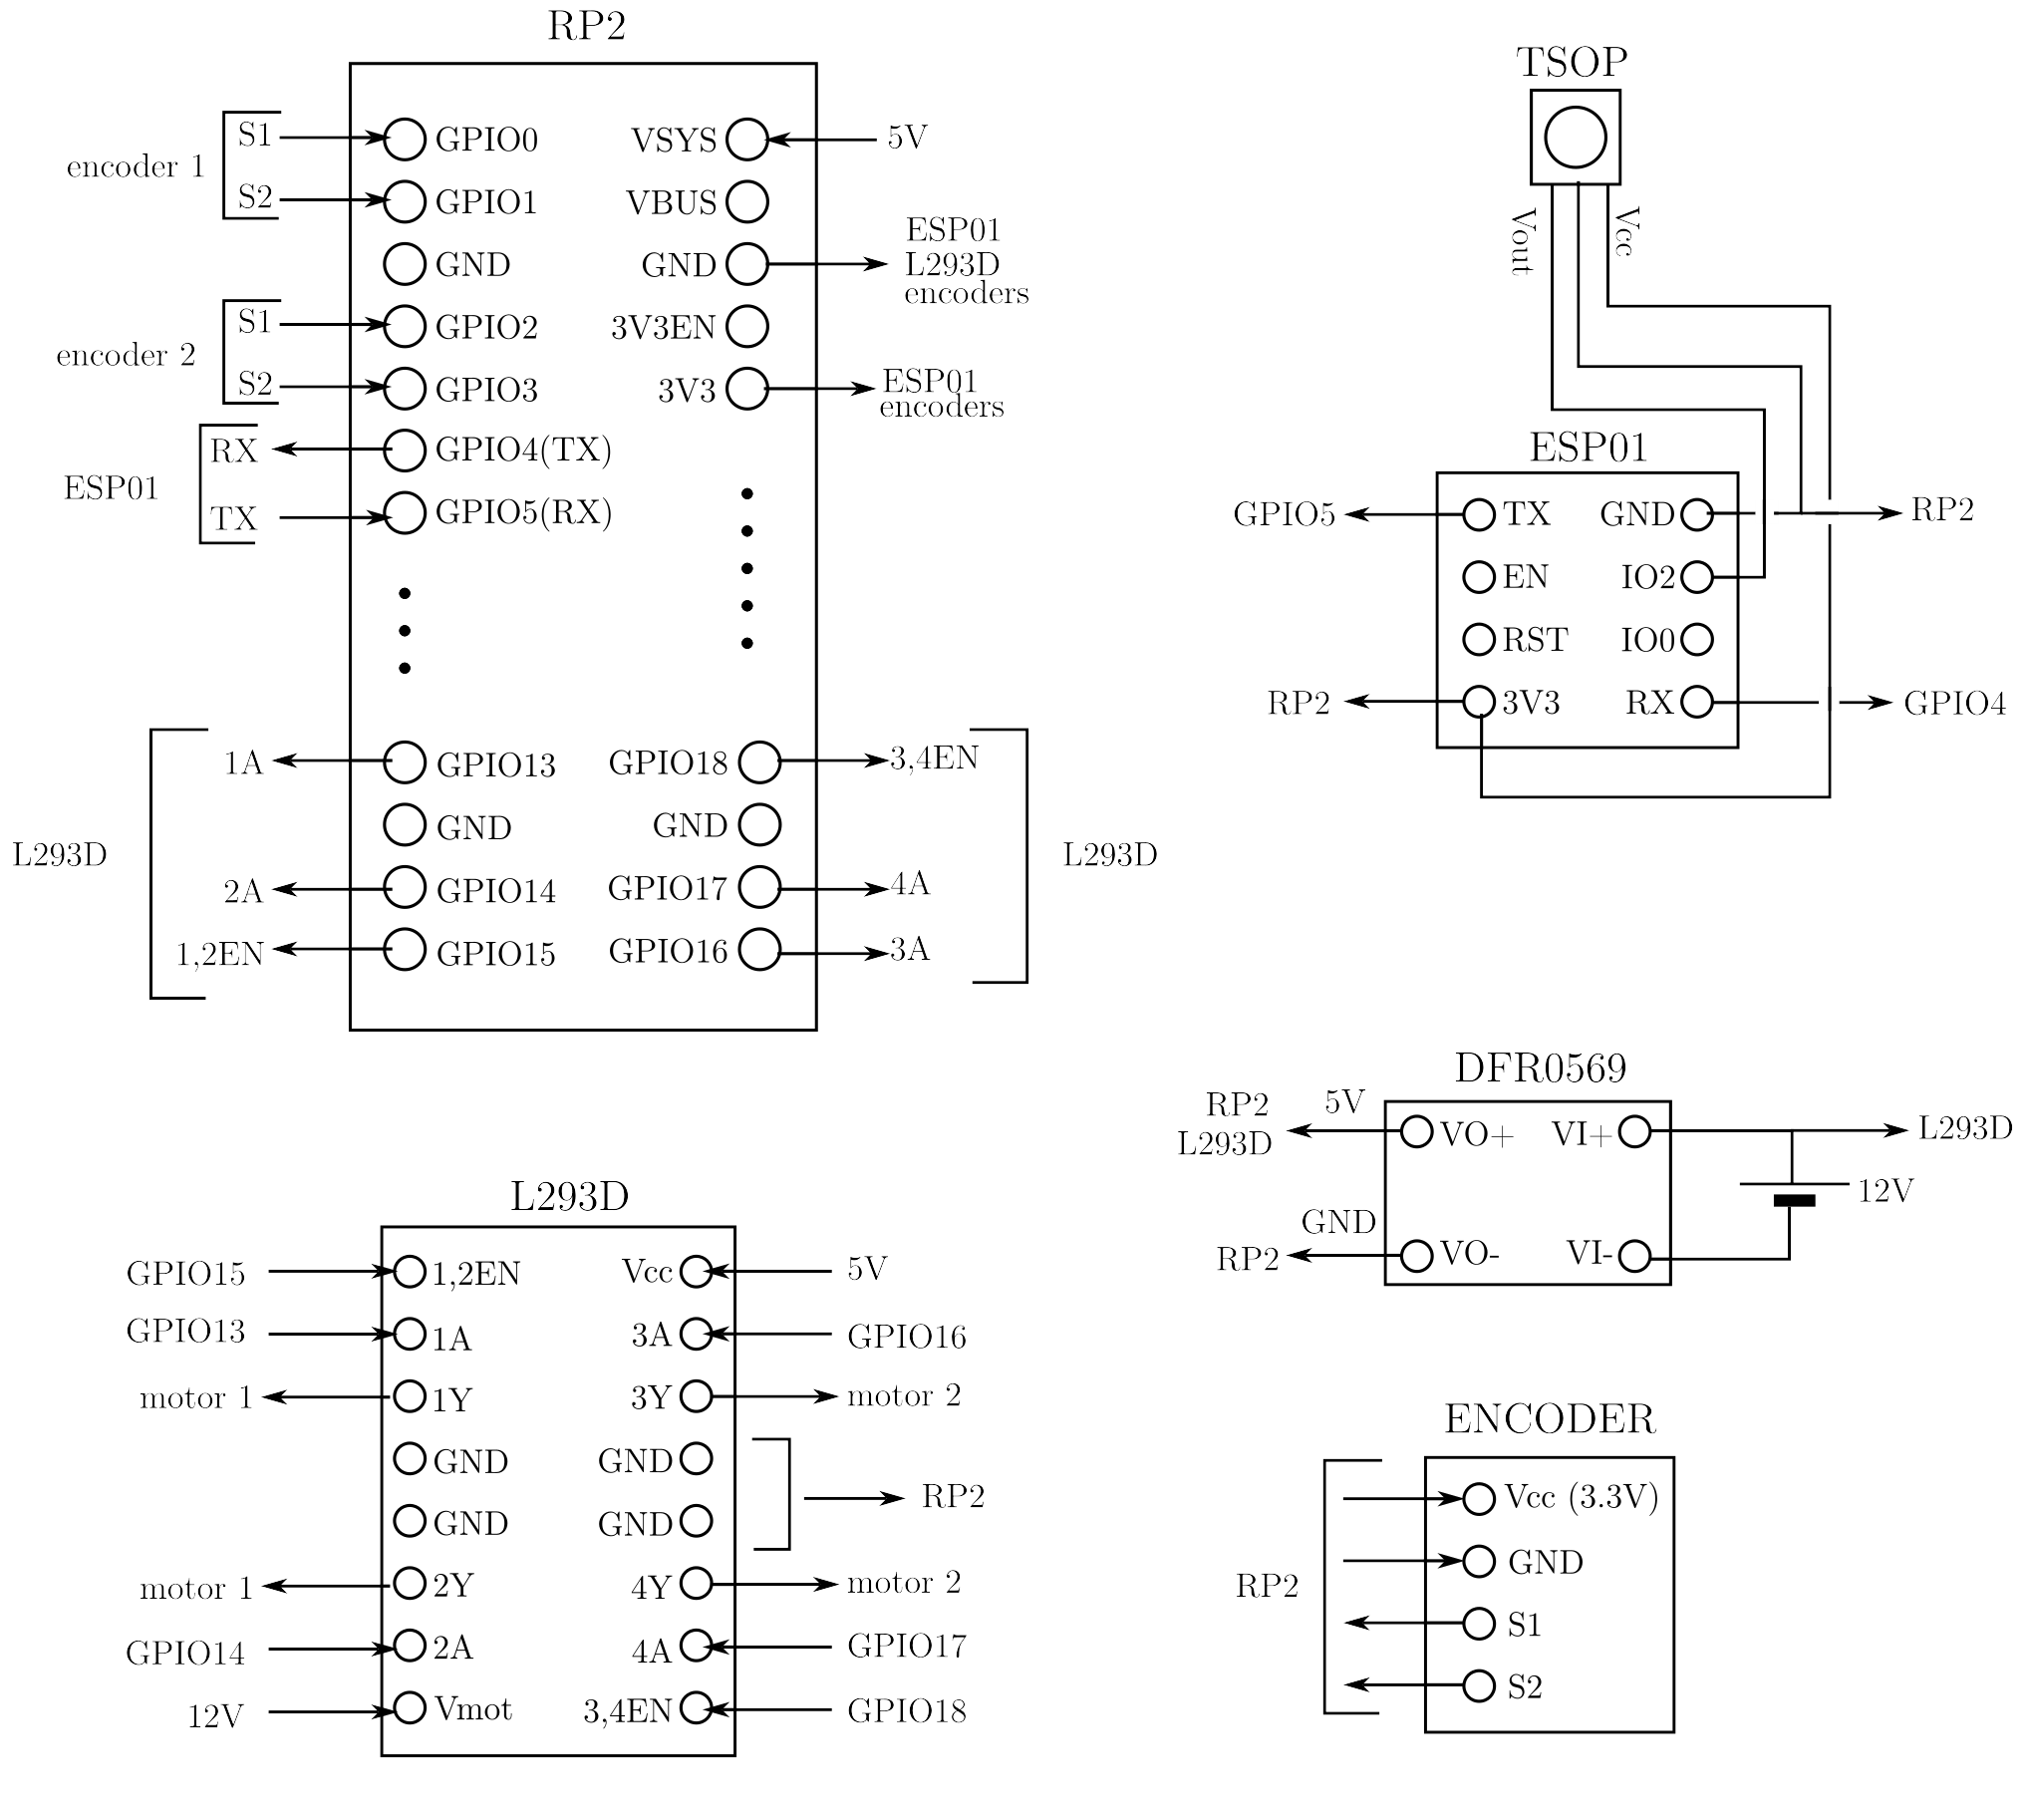 RP2
encoder 1
S1
S2
GPIO0
GPIO1
GND
encoder 2
S1
S2
GPIO2
GPIO3
ESP01
RX
TX
GPIO4(TX)
GPIO5(RX)
VSYS
5V
VBUS
GND
ESP01
L293D
encoders
3V3EN
3V3
ESP01
encoders
L293D
1A
GPIO13
GND
2A
GPIO14
1,2EN
GPIO15
GPIO18
3,4EN
GND
GPIO17
4A
GPIO16
3A
L293D
TSOP
Vout
Vcc
ESP01
GPIO5
TX
GND
RP2
EN
IO2
RST
IO0
RP2
3V3
RX
GPIO4
DFR0569
RP2
L293D
5V
VO+
VI+
L293D
12V
GND
RP2
VO-
VI-
L293D
GPIO15
1,2EN
Vcc
5V
GPIO13
1A
3A
GPIO16
motor 1
1Y
3Y
motor 2
GND
GND
GND
GND
RP2
motor 1
2Y
4Y
motor 2
GPIO14
2A
4A
GPIO17
12V
Vmot
3,4EN
GPIO18
ENCODER
RP2
Vcc (3.3V)
GND
S1
S2